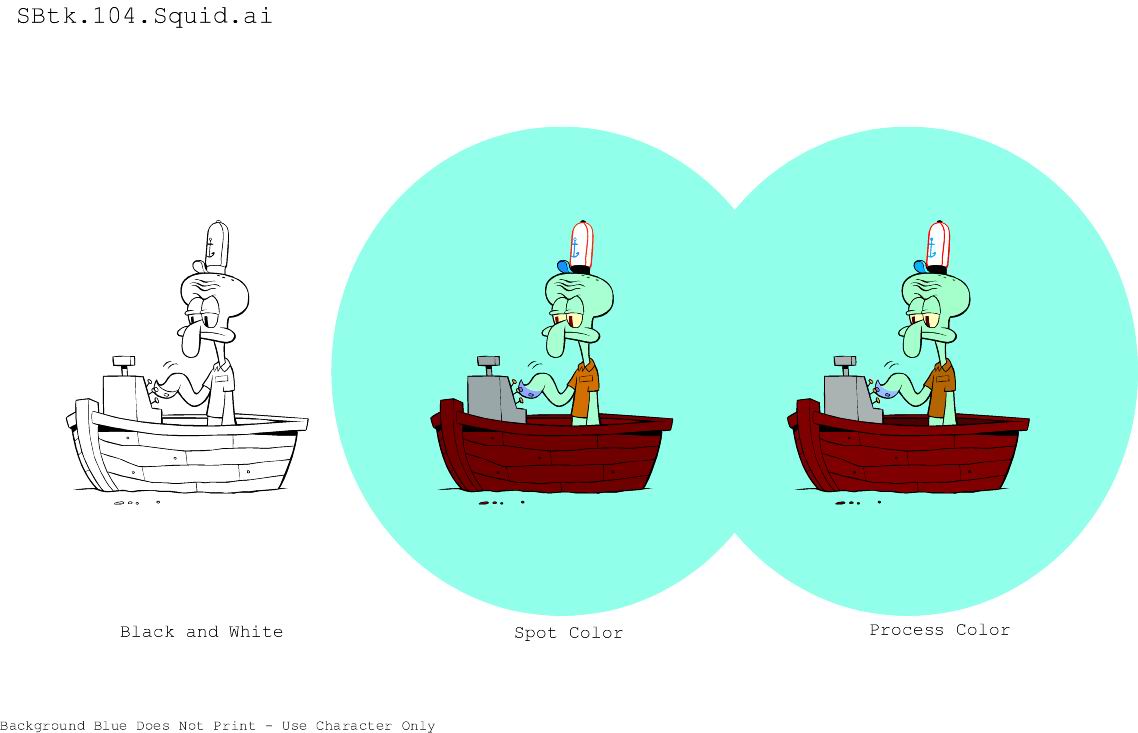 SBtk.104.Squid.ai
Black and White
Spot Color
Process Color
Background Blue Does Not Print - Use Character Only